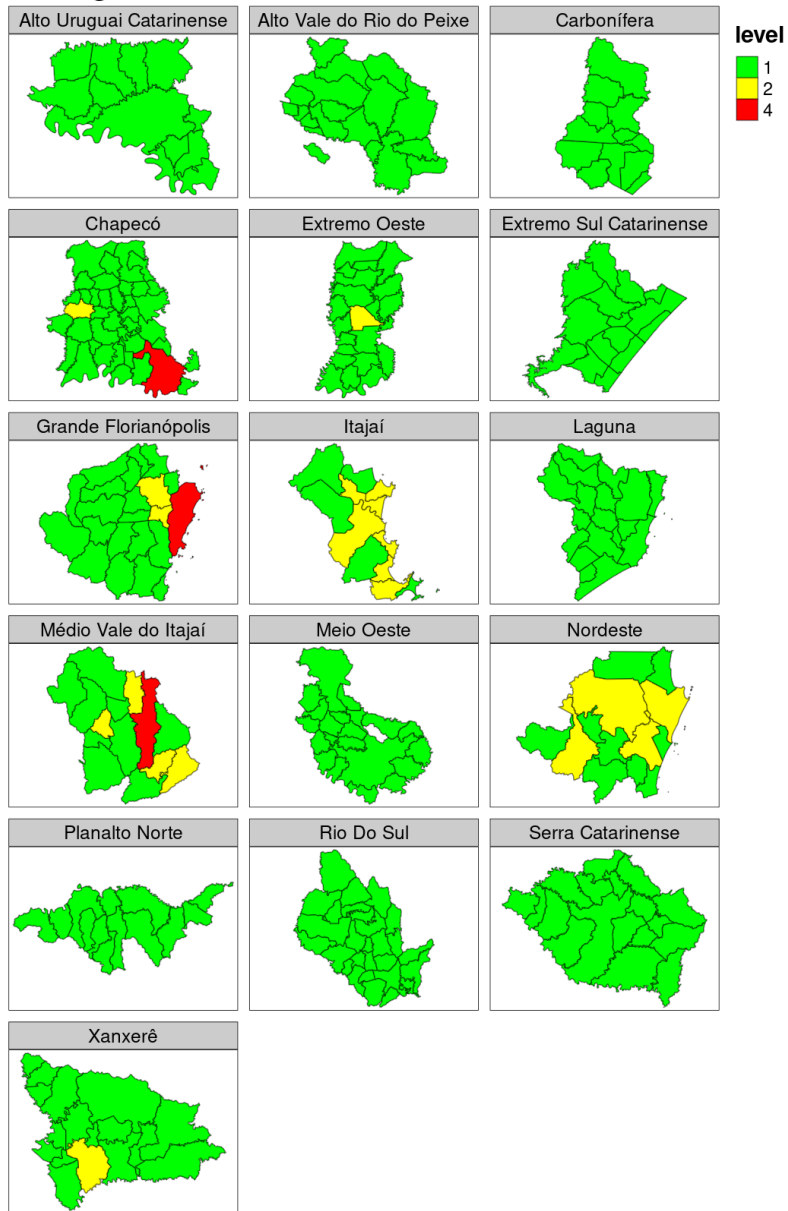 Alto Uruguai Catarinense
Alto Vale do Rio do Peixe
Carbonífera
level
1
2
4
Chapecó
Extremo Oeste
Extremo Sul Catarinense
Grande Florianópolis
Itajaí
Laguna
Médio Vale do Itajaí
Meio Oeste
Nordeste
Planalto Norte
Rio Do Sul
Serra Catarinense
Xanxerê